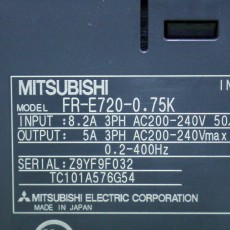 MITSUBISHI
MODEL FR-E720-0.75K
INPUT :8.2A 3PH AC200-240V 50
OUTPUT: 5A 3PH AC200-240Vmax
0.2-400Hz
SERIAL:Z9YF9F032
TC101A576G54
MITSUBISHI ELECTRIC CORPORATION
MADE IN JAPAN